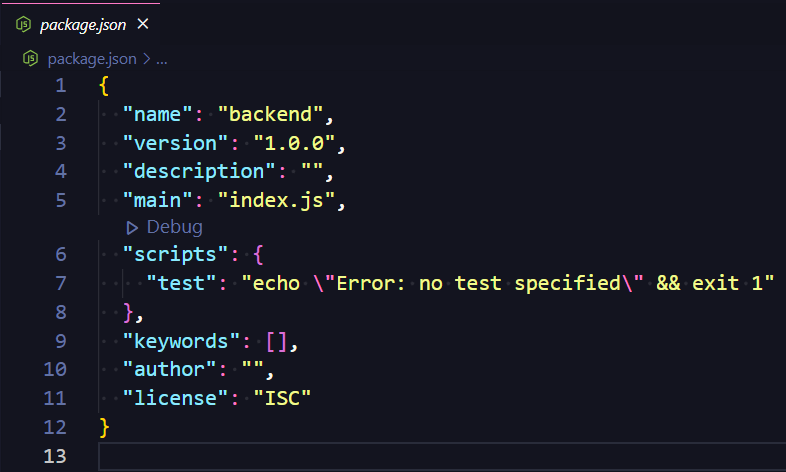 package.json ×
package.json > ...
1 {
2 "name": "backend",
3 "version": "1.0.0",
4 "description": "",
5 "main": "index.js",
Debug
6 "scripts": {
7 "test": "echo \"Error: no test specified\" && exit 1"
8 },
9 "keywords": [],
10 "author": "",
11 "license": "ISC"
12 }
13